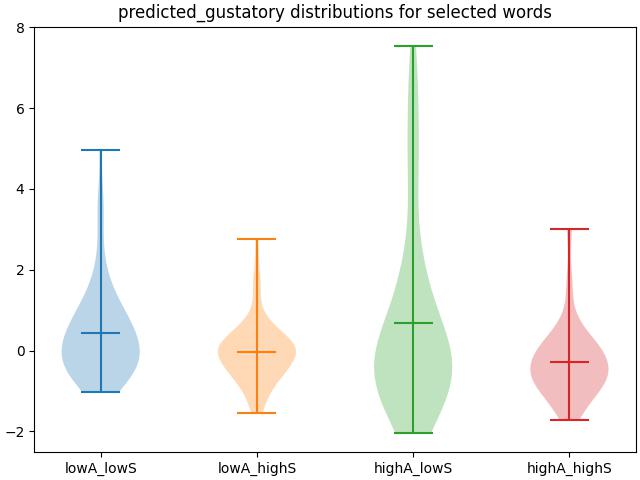 predicted_gustatory distributions for selected words
8
6
4
2
0
−2
lowA_lowS
lowA_highS
highA_lowS
highA_highS